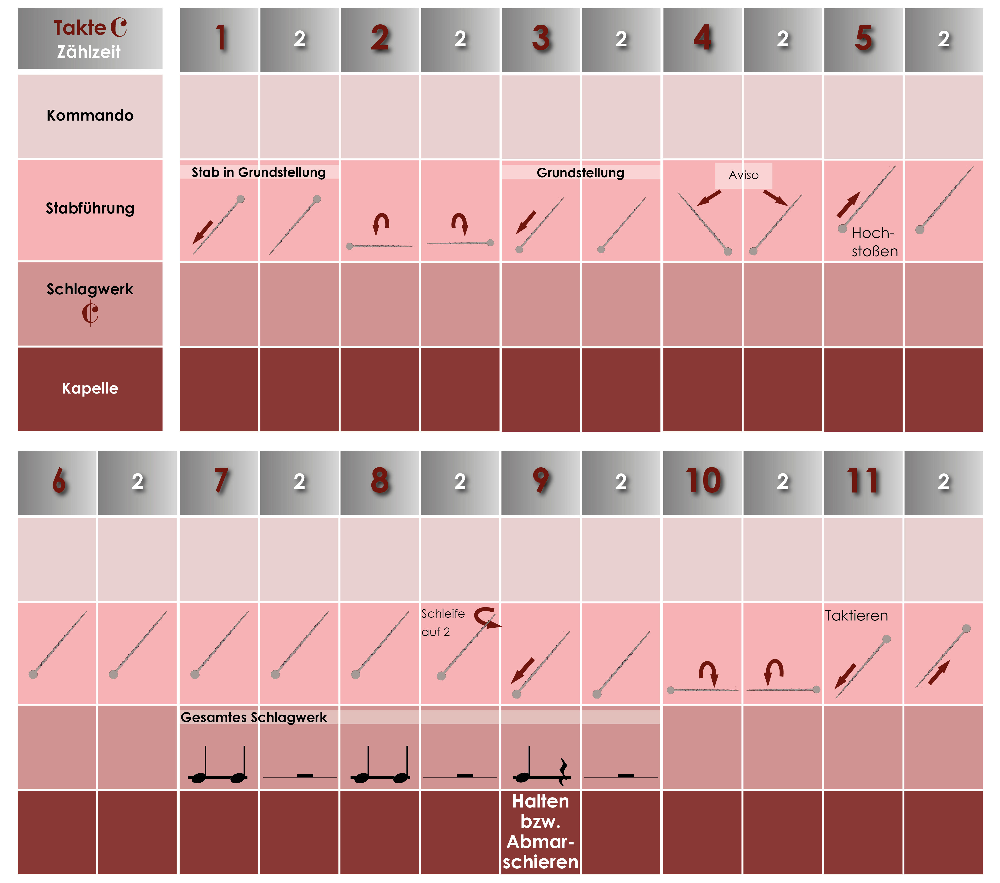 Takte
Zählzeit
1 2 2 2 3 2 4 2 5 2
Kommando
Stabführung
Stab in Grundstellung
Grundstellung
Aviso
Hoch-
stoßen
Schlagwerk
Kapelle
6 2 7 2 8 2 9 2 10 2 11 2
Schleife
auf 2
Taktieren
Gesamtes Schlagwerk
Halten
bzw.
Abmar-
schieren